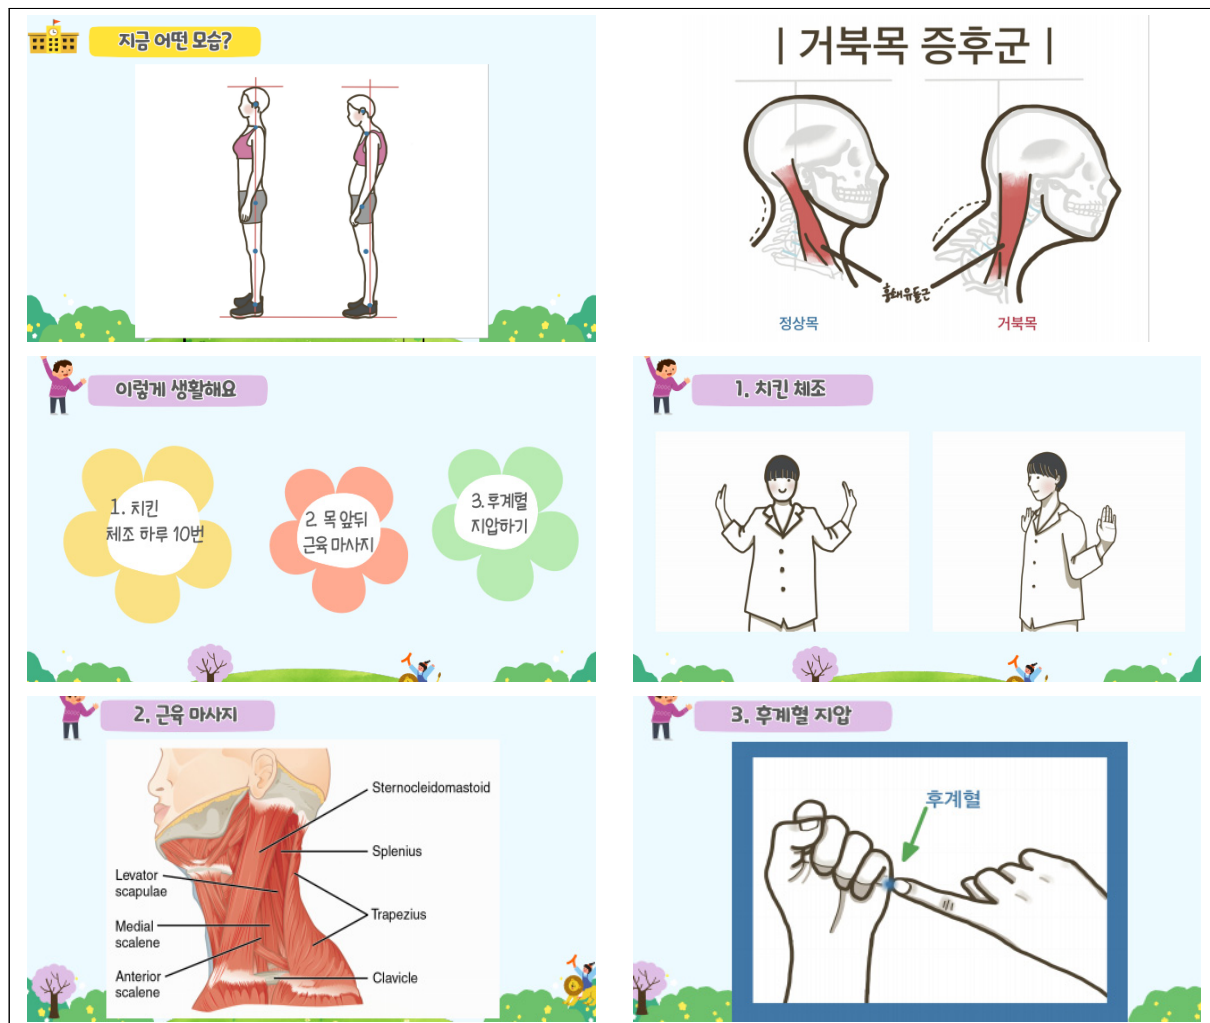 지금 어떤 모습?
| 거북목 증후군 |
흉쇄유돌근
정상목
거북목
이렇게 생활해요
1. 치킨
체조 하루 10번
2. 목 앞뒤
근육 마사지
3. 후계혈
지압하기
1. 치킨 체조
2. 근육 마사지
Sternocleidomastoid
Splenius
Levator
scapulae
Trapezius
Medial
scalene
Anterior
scalene
Clavicle
3. 후계혈 지압
후계혈